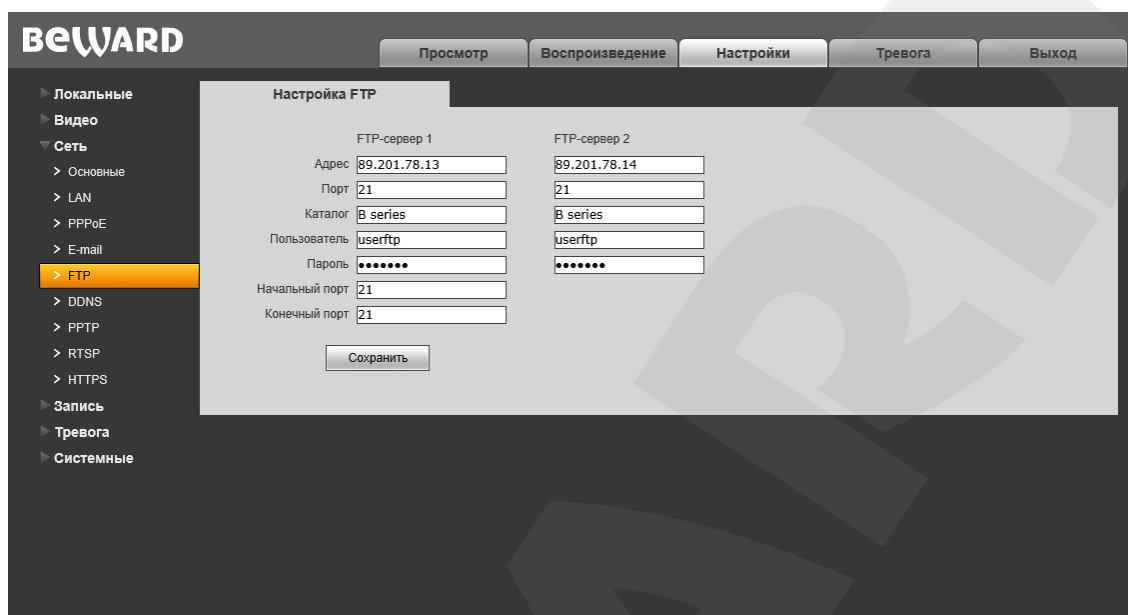 BEWARD
Просмотр Воспроизведение Настройки Тревога Выход
Локальные
Видео
Сеть
> Основные
> LAN
> PPPoE
> E-mail
> FTP
> DDNS
> PPTP
> RTSP
> HTTPS
Запись
Тревога
Системные
Настройка FTP
FTP-сервер 1 FTP-сервер 2
Адрес 89.201.78.13 89.201.78.14
Порт 21 21
Каталог B series B series
Пользователь userftp userftp
Пароль ●●●●●●● ●●●●●●●
Начальный порт 21
Конечный порт 21
Сохранить